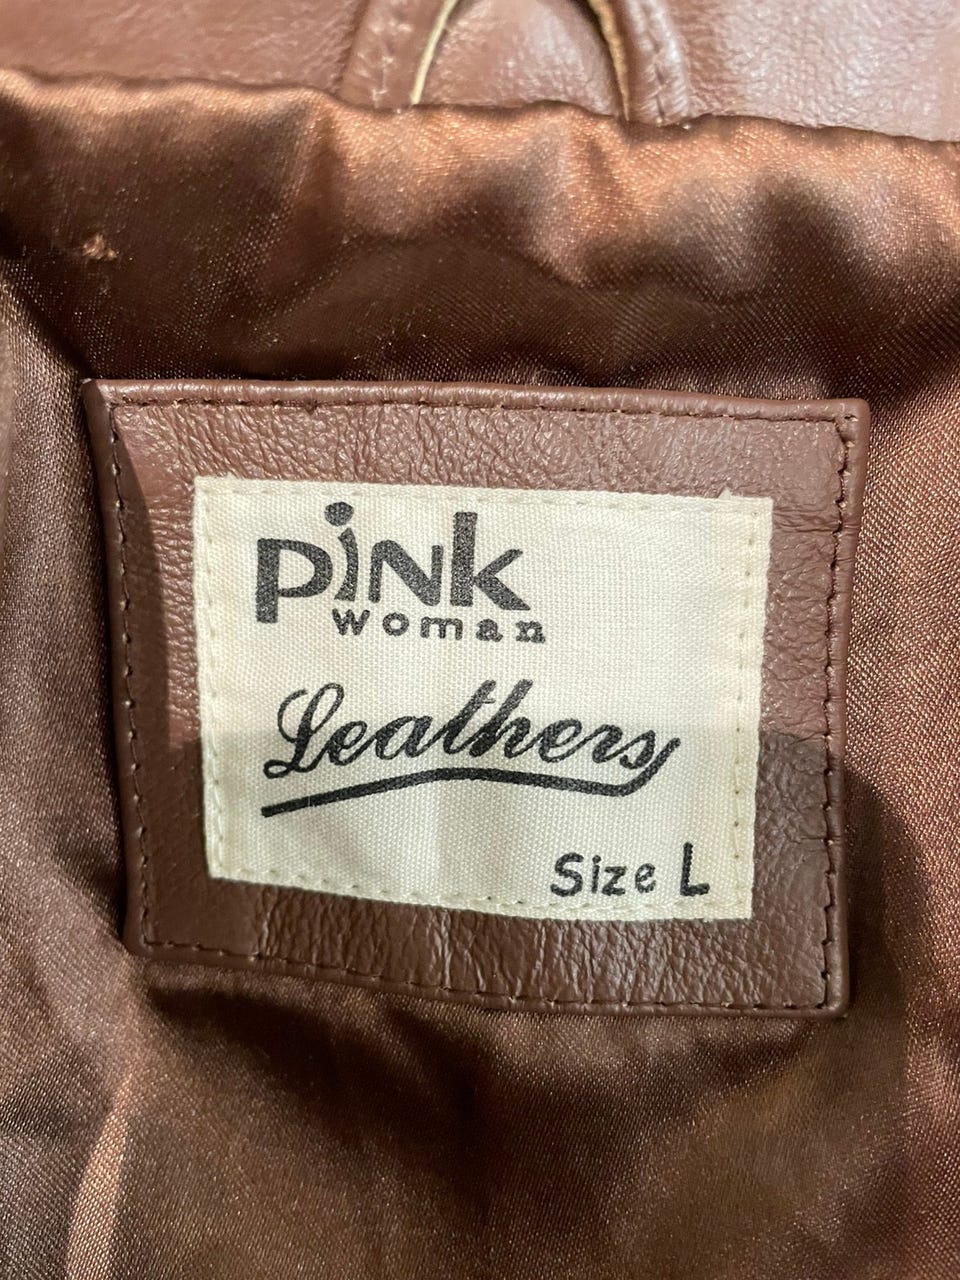 pink
woman
Leathers
Size L